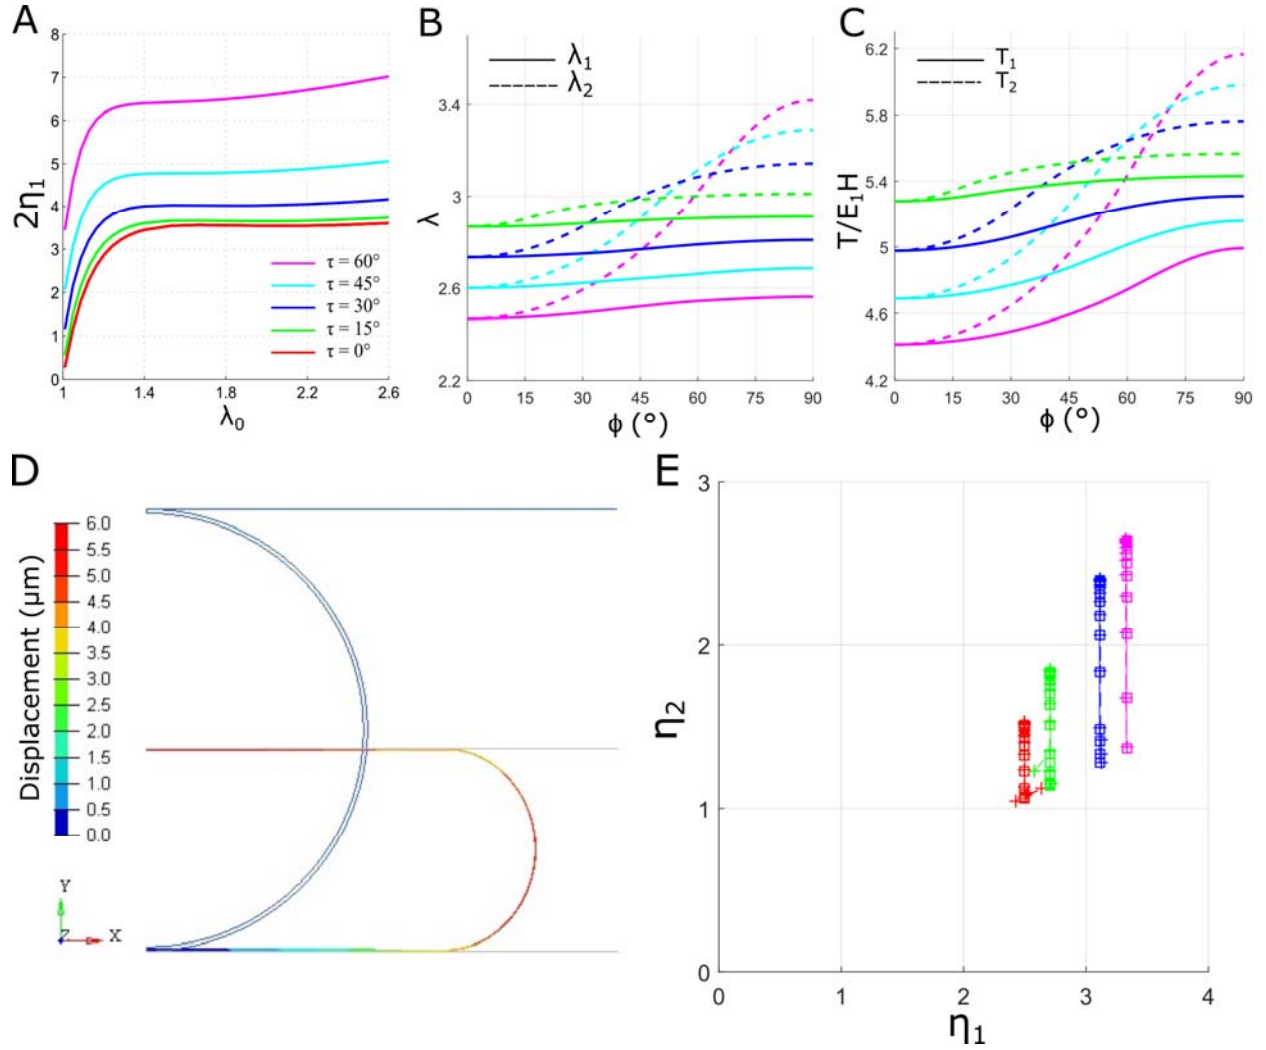 A
8
7
6
5
4
3
2
1
0
2η1
τ = 60°
τ = 45°
τ = 30°
τ = 15°
τ = 0°
1 1.4 1.8 2.2 2.6
λ0
B
λ1
λ2
3.4
3
2.6
2.2
λ
0 15 30 45 60 75 90
ϕ (°)
C
T1
T2
6.2
5.8
5.4
5
4.6
4.2
T/E1H
0 15 30 45 60 75 90
ϕ (°)
D
Displacement (µm)
6.0
5.5
5.0
4.5
4.0
3.5
3.0
2.5
2.0
1.5
1.0
0.5
0.0
Y
Z X
E
3
2
1
0
η2
0 1 2 3 4
η1